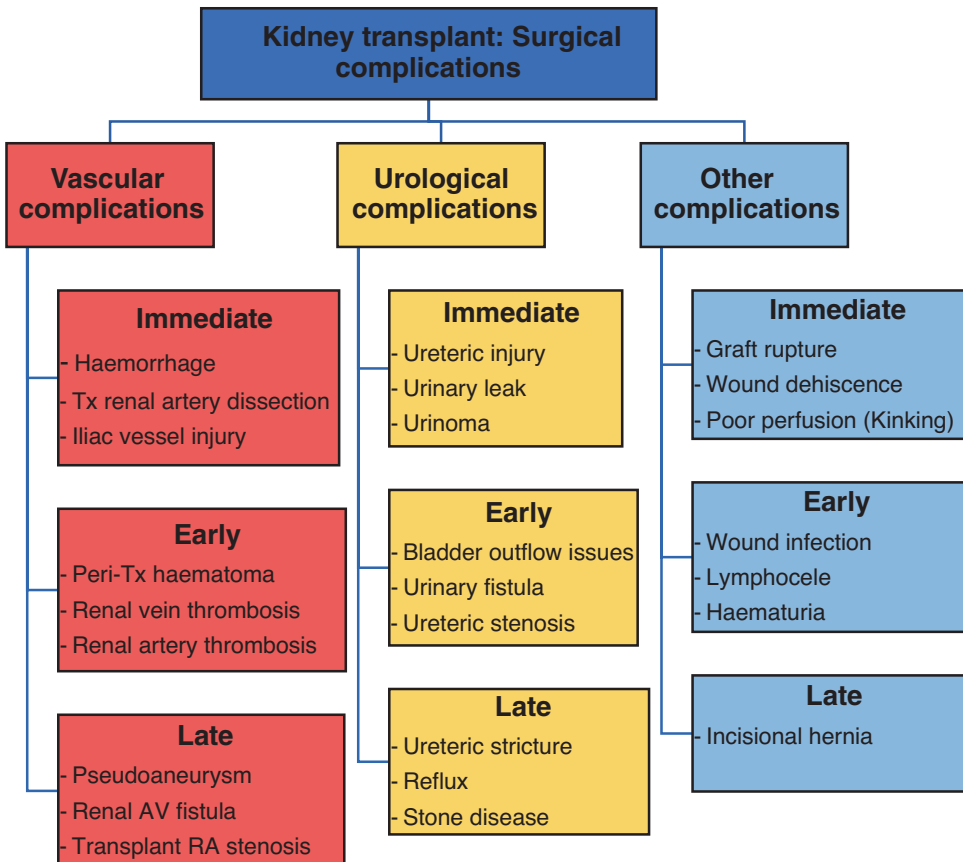 Kidney transplant: Surgical
complications
Vascular
complications
Immediate
- Haemorrhage
- Tx renal artery dissection
- Iliac vessel injury
Early
- Peri-Tx haematoma
- Renal vein thrombosis
- Renal artery thrombosis
Late
- Pseudoaneurysm
- Renal AV fistula
- Transplant RA stenosis
Urological
complications
Immediate
- Ureteric injury
- Urinary leak
- Urinoma
Early
- Bladder outflow issues
- Urinary fistula
- Ureteric stenosis
Late
- Ureteric stricture
- Reflux
- Stone disease
Other
complications
Immediate
- Graft rupture
- Wound dehiscence
- Poor perfusion (Kinking)
Early
- Wound infection
- Lymphocele
- Haematuria
Late
- Incisional hernia